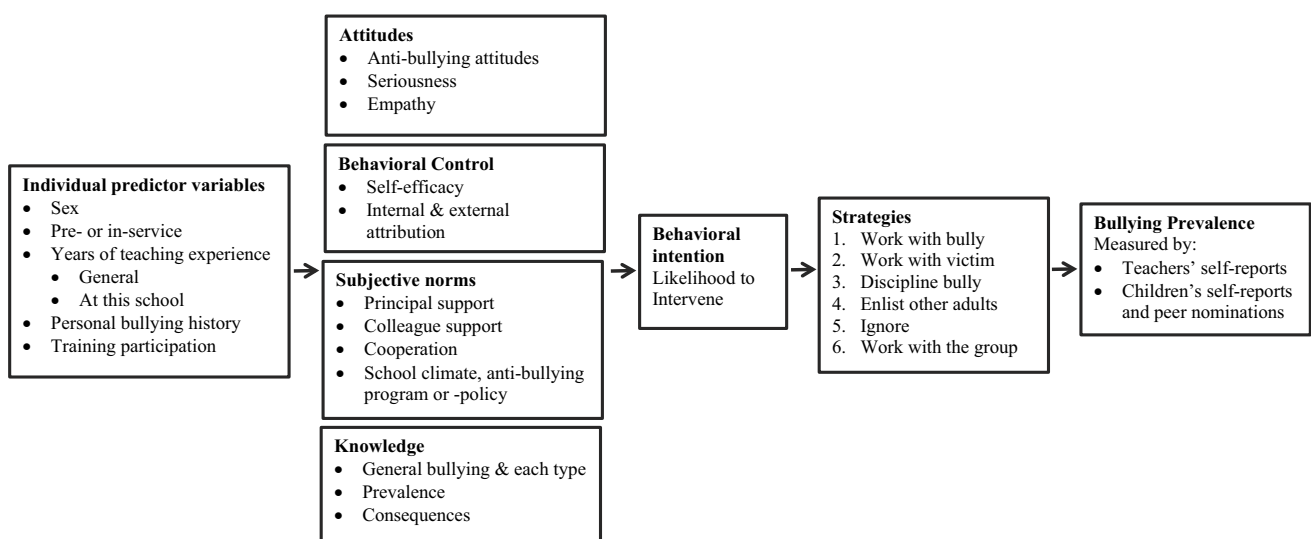 Individual predictor variables
• Sex
• Pre- or in-service
• Years of teaching experience
• General
• At this school
• Personal bullying history
• Training participation
Attitudes
• Anti-bullying attitudes
• Seriousness
• Empathy
Behavioral Control
• Self-efficacy
• Internal & external
attribution
Subjective norms
• Principal support
• Colleague support
• Cooperation
• School climate, anti-bullying
program or -policy
Knowledge
• General bullying & each type
• Prevalence
• Consequences
Behavioral
intention
Likelihood to
Intervene
Strategies
1. Work with bully
2. Work with victim
3. Discipline bully
4. Enlist other adults
5. Ignore
6. Work with the group
Bullying Prevalence
Measured by:
• Teachers’ self-reports
• Children’s self-reports
and peer nominations